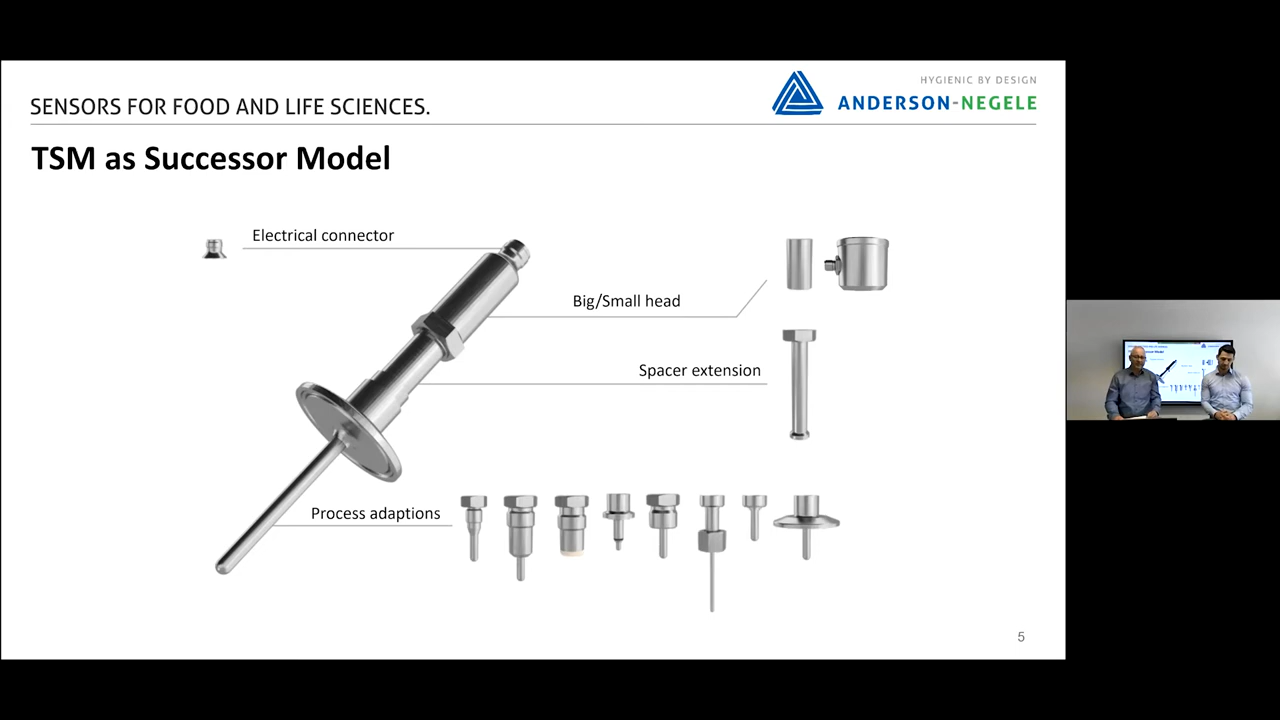 HYGIENIC BY DESIGN
ANDERSON-NEGELE
SENSORS FOR FOOD AND LIFE SCIENCES.
TSM as Successor Model
Electrical connector
Big/Small head
Spacer extension
Process adaptions
5